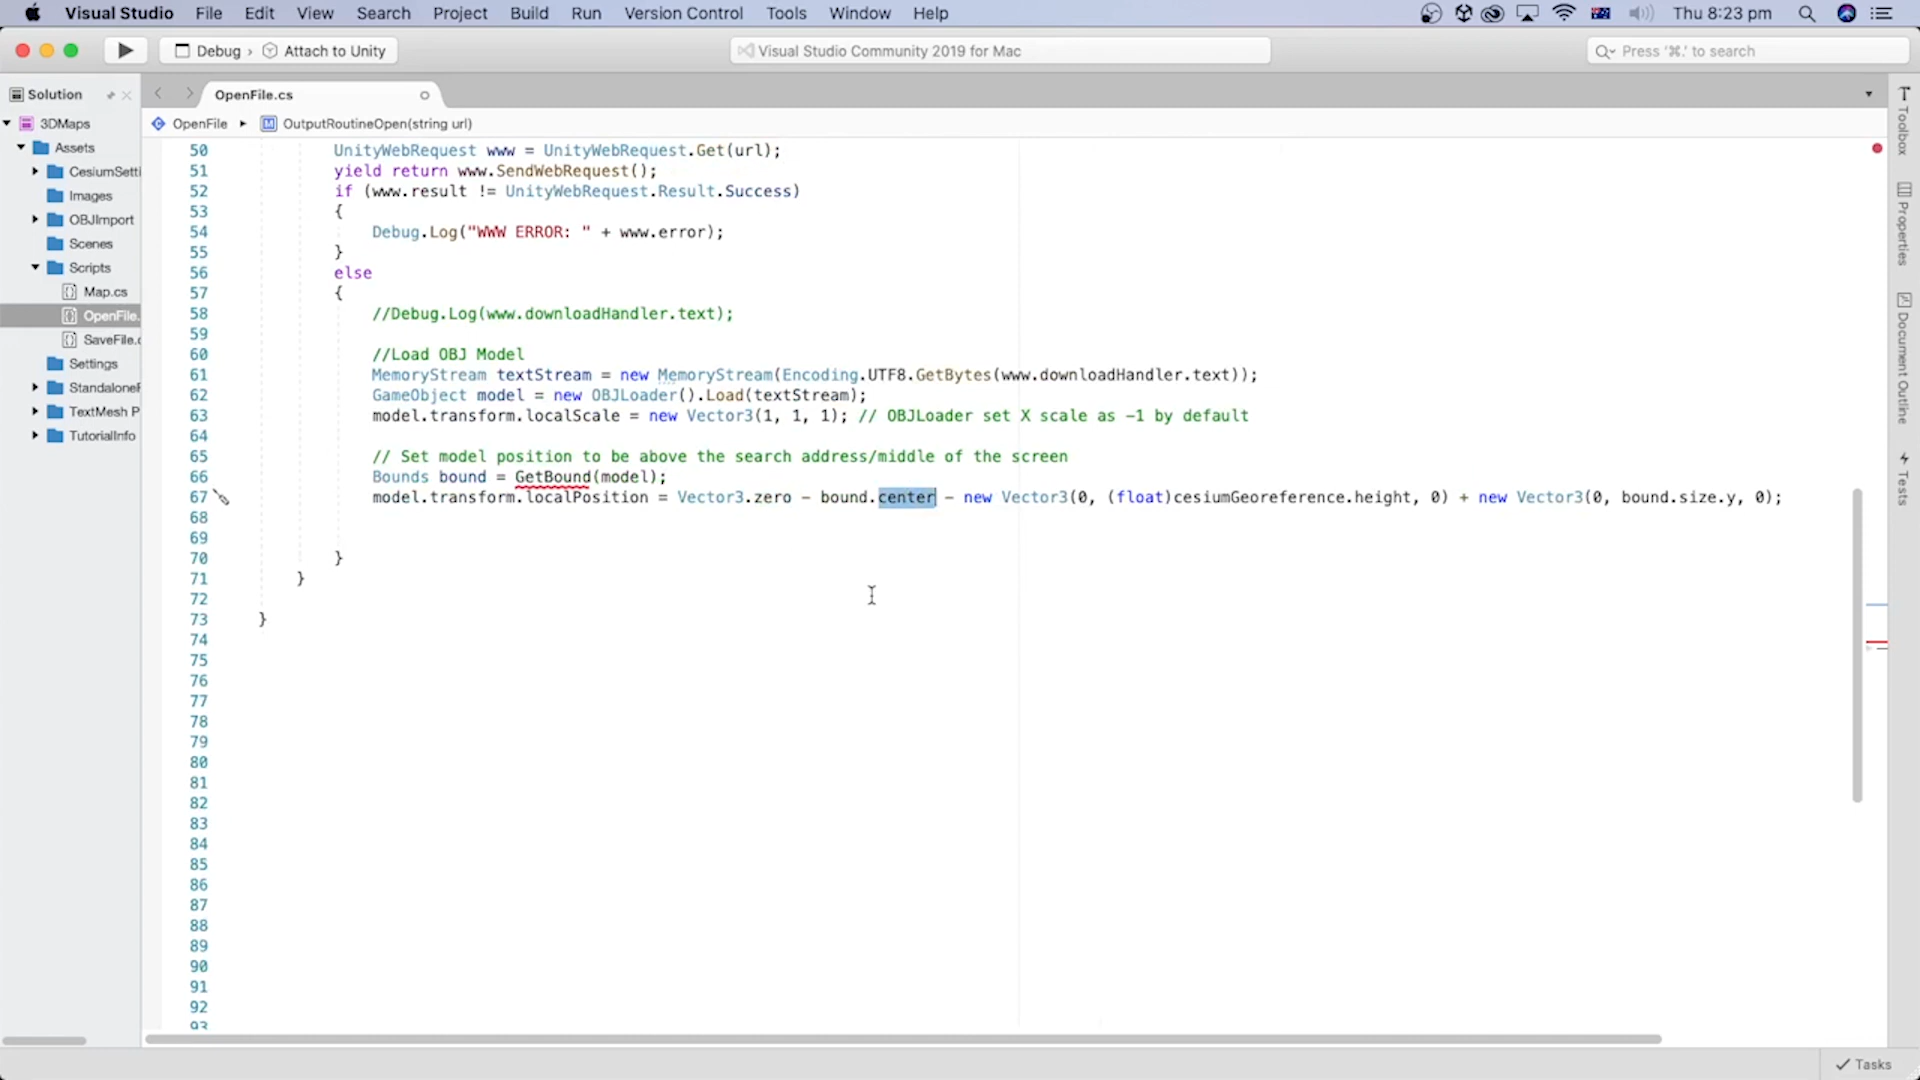 Visual Studio File Edit View Search Project Build Run Version Control Tools Window Help Thu 8:23 pm
Debug › Attach to Unity
Visual Studio Community 2019 for Mac
Press '⌘.' to search
Solution
OpenFile.cs
3DMaps
OpenFile ▸ OutputRoutineOpen(string url)
Assets
CesiumSetti
Images
OBJImport
Scenes
Scripts
Map.cs
OpenFile.
SaveFile.c
Settings
StandaloneF
TextMesh P
TutorialInfo
50 UnityWebRequest www = UnityWebRequest.Get(url);
51 yield return www.SendWebRequest();
52 if (www.result != UnityWebRequest.Result.Success)
53 {
54 Debug.Log("WWW ERROR: " + www.error);
55 }
56 else
57 {
58 //Debug.Log(www.downloadHandler.text);
59
60 //Load OBJ Model
61 MemoryStream textStream = new MemoryStream(Encoding.UTF8.GetBytes(www.downloadHandler.text));
62 GameObject model = new OBJLoader().Load(textStream);
63 model.transform.localScale = new Vector3(1, 1, 1); // OBJLoader set X scale as -1 by default
64
65 // Set model position to be above the search address/middle of the screen
66 Bounds bound = GetBound(model);
67 model.transform.localPosition = Vector3.zero - bound.center - new Vector3(0, (float)cesiumGeoreference.height, 0) + new Vector3(0, bound.size.y, 0);
68
69
70 }
71 }
72
73 }
74
75
76
77
78
79
80
81
82
83
84
85
86
87
88
89
90
91
92
93
Toolbox
Properties
Document Outline
Tests
Tasks